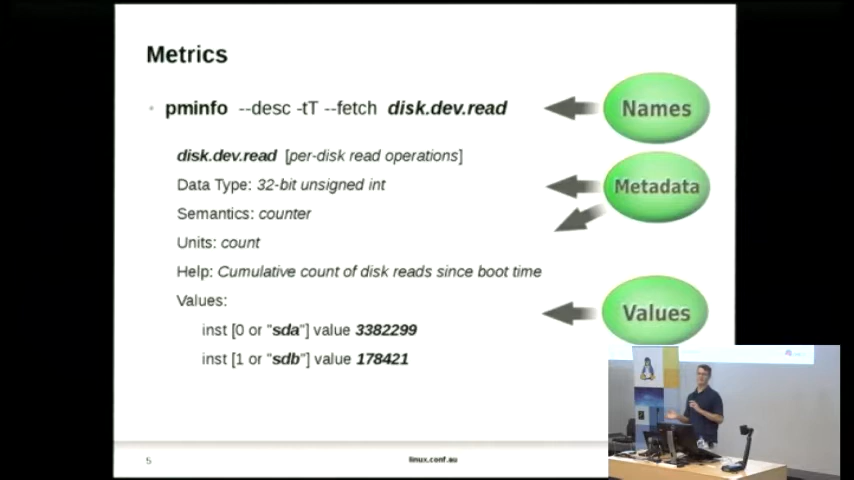 Metrics
pminfo --desc -tT --fetch disk.dev.read
Names
disk.dev.read [per-disk read operations]
Data Type: 32-bit unsigned int
Metadata
Semantics: counter
Units: count
Help: Cumulative count of disk reads since boot time
Values:
Values
inst [0 or "sda"] value 3382299
inst [1 or "sdb"] value 178421
5
linux.conf.au